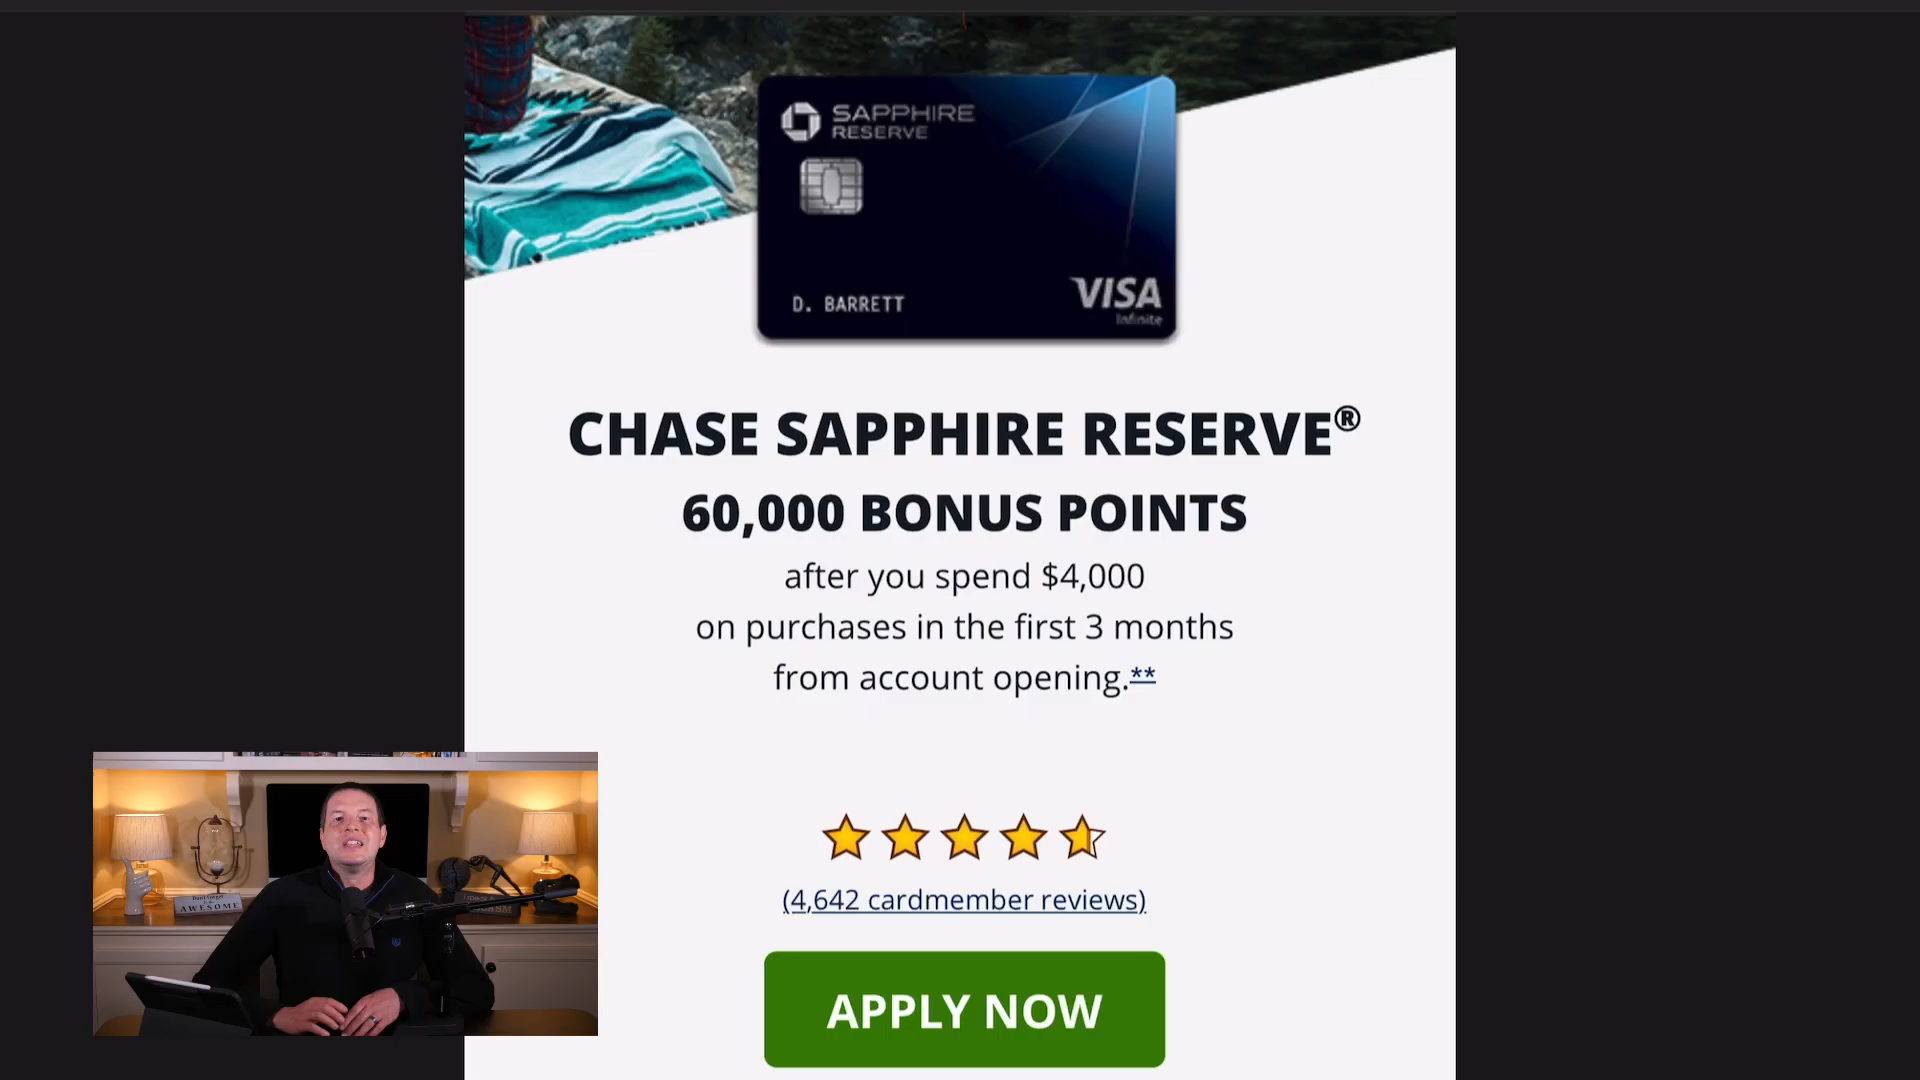 SAPPHIRE
RESERVE
D. BARRETT
VISA
Infinite
CHASE SAPPHIRE RESERVE®
60,000 BONUS POINTS
after you spend $4,000
on purchases in the first 3 months
from account opening.**
(4,642 cardmember reviews)
APPLY NOW
AWESOME